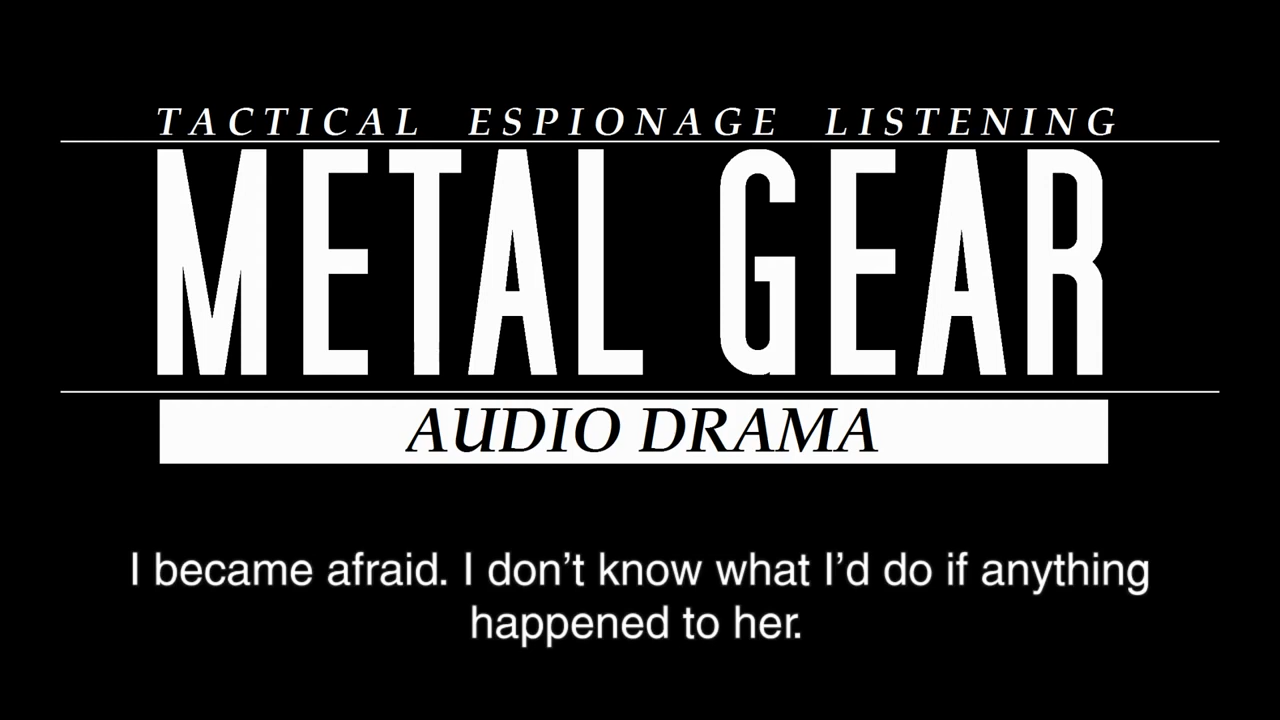 TACTICAL ESPIONAGE LISTENING
METAL GEAR
AUDIO DRAMA
I became afraid. I don’t know what I’d do if anything
happened to her.